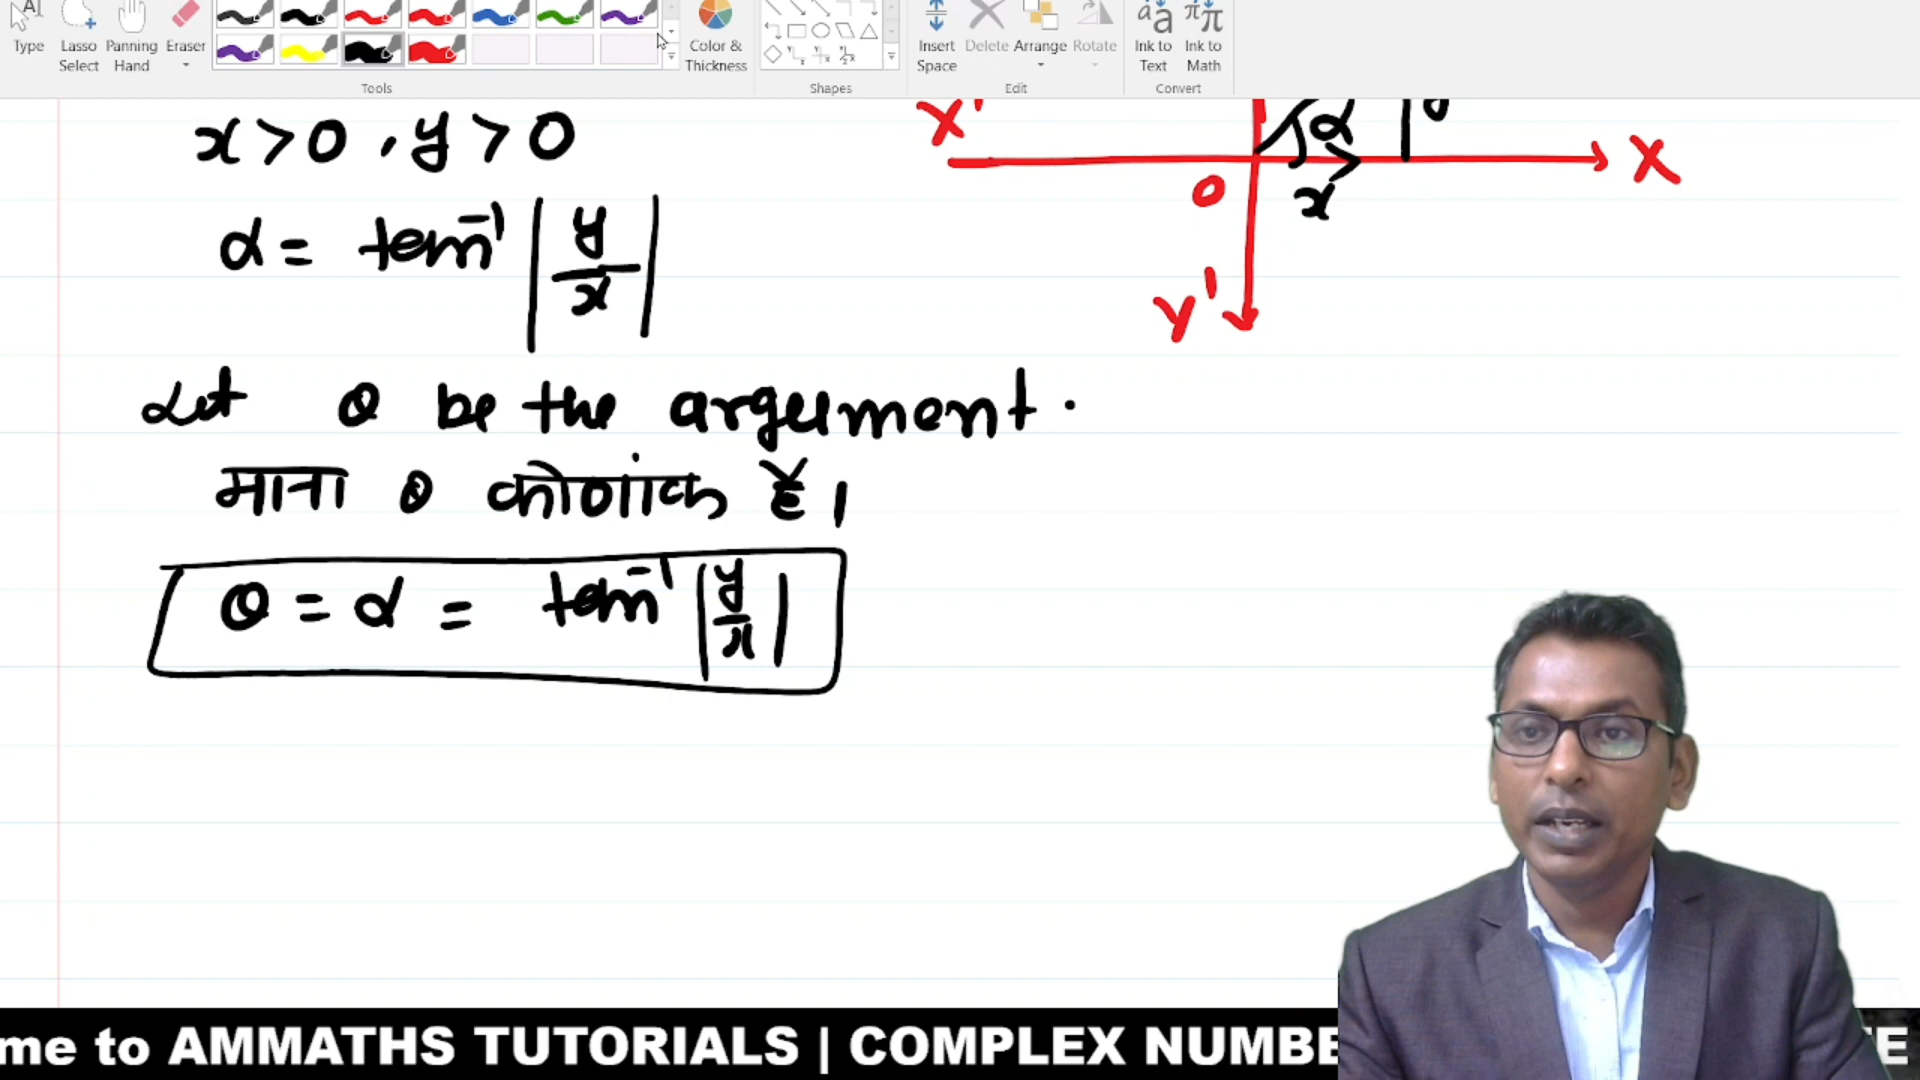 Type
Lasso Select
Panning Hand
Eraser
Color & Thickness
Insert Space
Delete
Arrange
Rotate
Ink to Text
Ink to Math
Tools
Shapes
Edit
Convert
x > 0 , y > 0
α = tan⁻¹ |y/x|
Let θ be the argument.
माना θ कोणांक है।
θ = α = tan⁻¹ |y/x|
X'
α
X
O
x
Y'
me to AMMATHS TUTORIALS | COMPLEX NUMBE
E